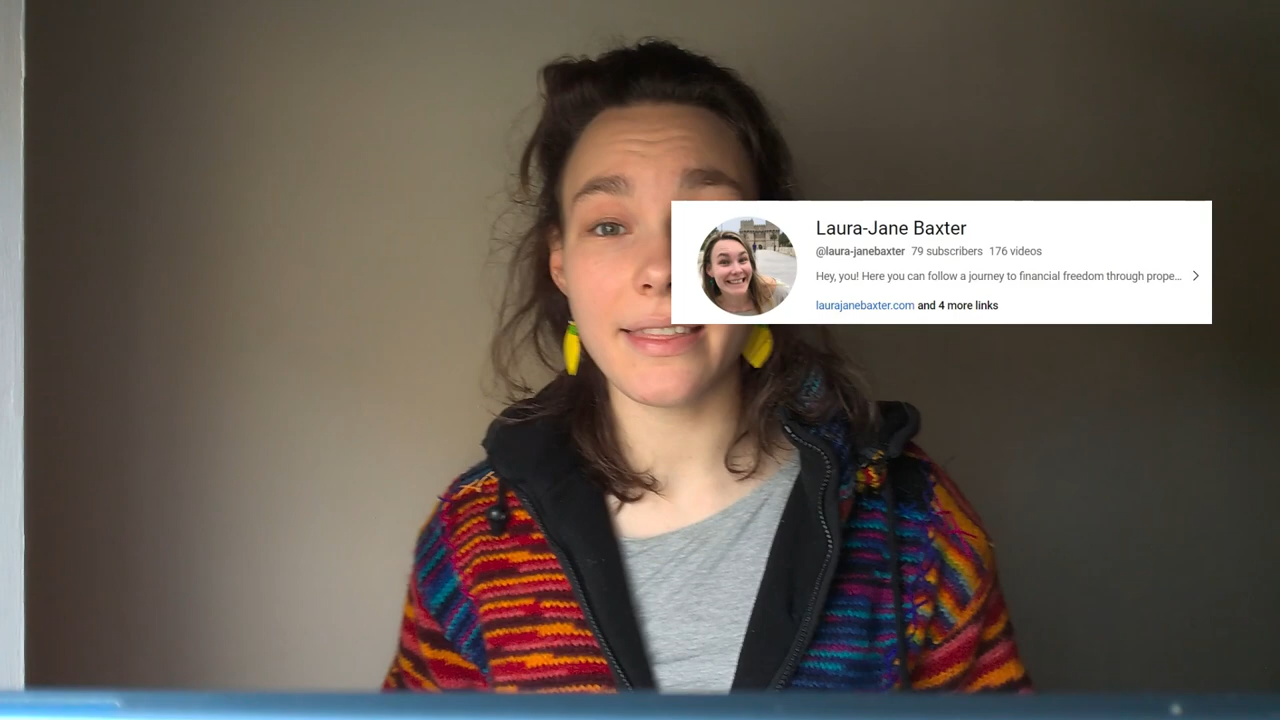 Laura-Jane Baxter
@laura-janebaxter 79 subscribers 176 videos
Hey, you! Here you can follow a journey to financial freedom through prope...
laurajanebaxter.com and 4 more links